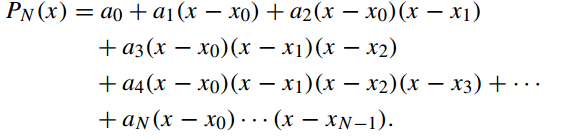 P_N(x) = a_0 + a_1(x − x_0) + a_2(x − x_0)(x − x_1)
+ a_3(x − x_0)(x − x_1)(x − x_2)
+ a_4(x − x_0)(x − x_1)(x − x_2)(x − x_3) + ···
+ a_N(x − x_0) ··· (x − x_{N−1}).